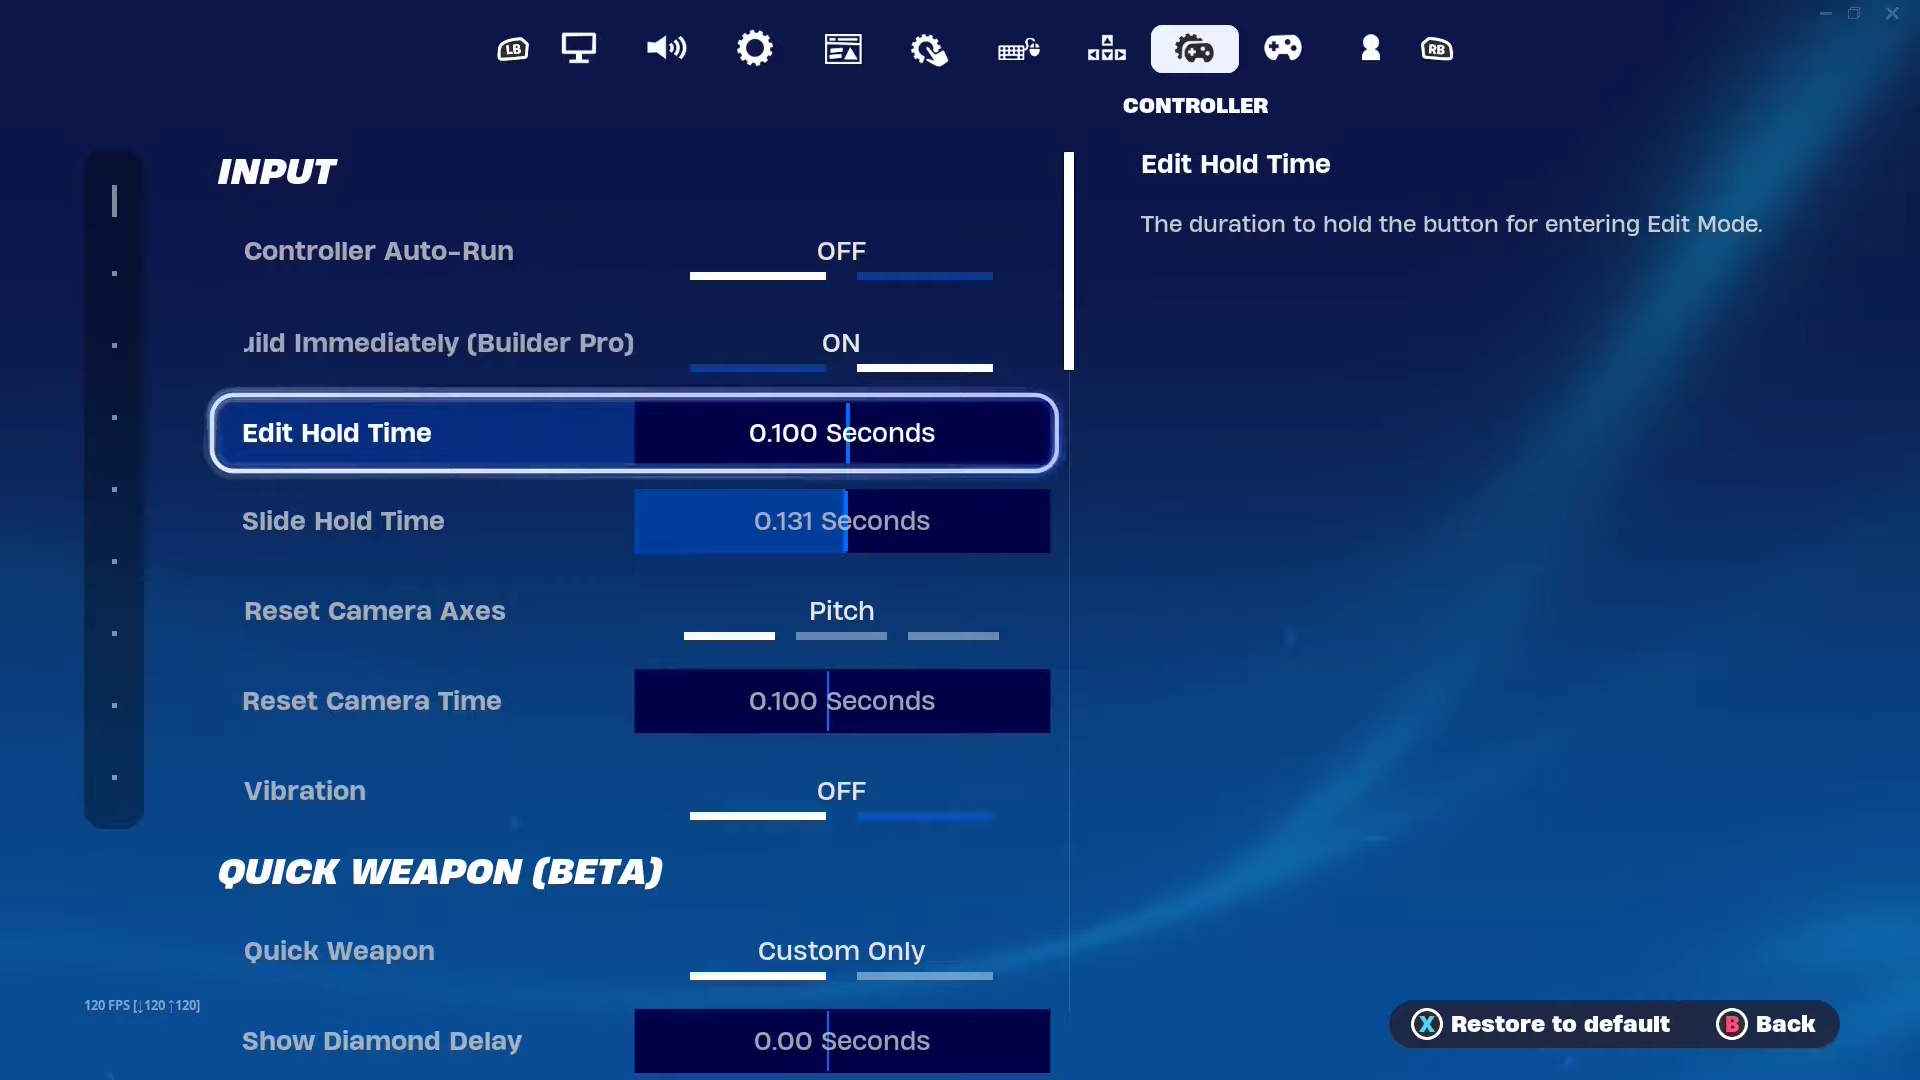 LB
RB
CONTROLLER
INPUT
Edit Hold Time
The duration to hold the button for entering Edit Mode.
Controller Auto-Run OFF
uild Immediately (Builder Pro) ON
Edit Hold Time 0.100 Seconds
Slide Hold Time 0.131 Seconds
Reset Camera Axes Pitch
Reset Camera Time 0.100 Seconds
Vibration OFF
QUICK WEAPON (BETA)
Quick Weapon Custom Only
Show Diamond Delay 0.00 Seconds
120 FPS [↓120 ↑120]
X Restore to default
B Back